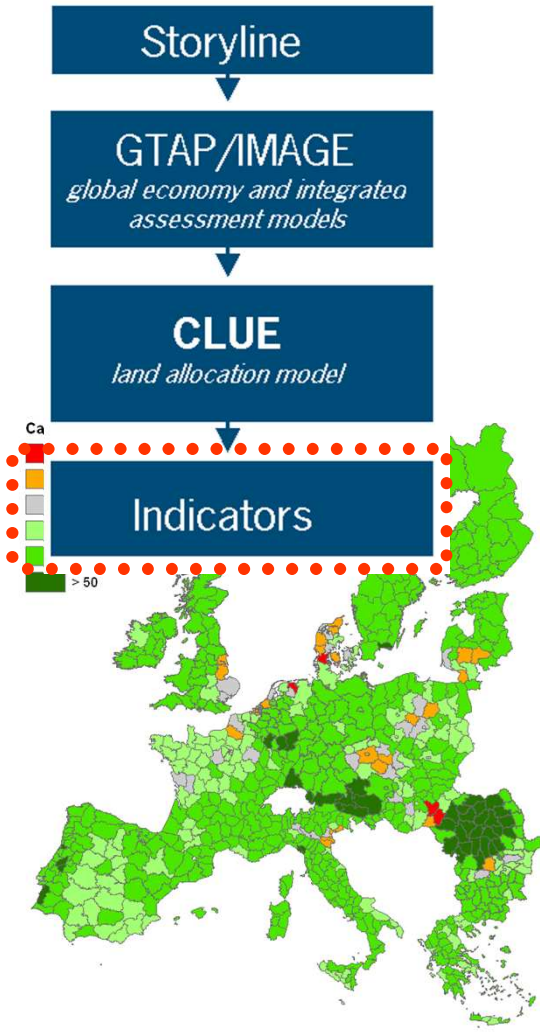 Storyline
GTAP/IMAGE
global economy and integrated
assessment models
CLUE
land allocation model
Ca
Indicators
> 50